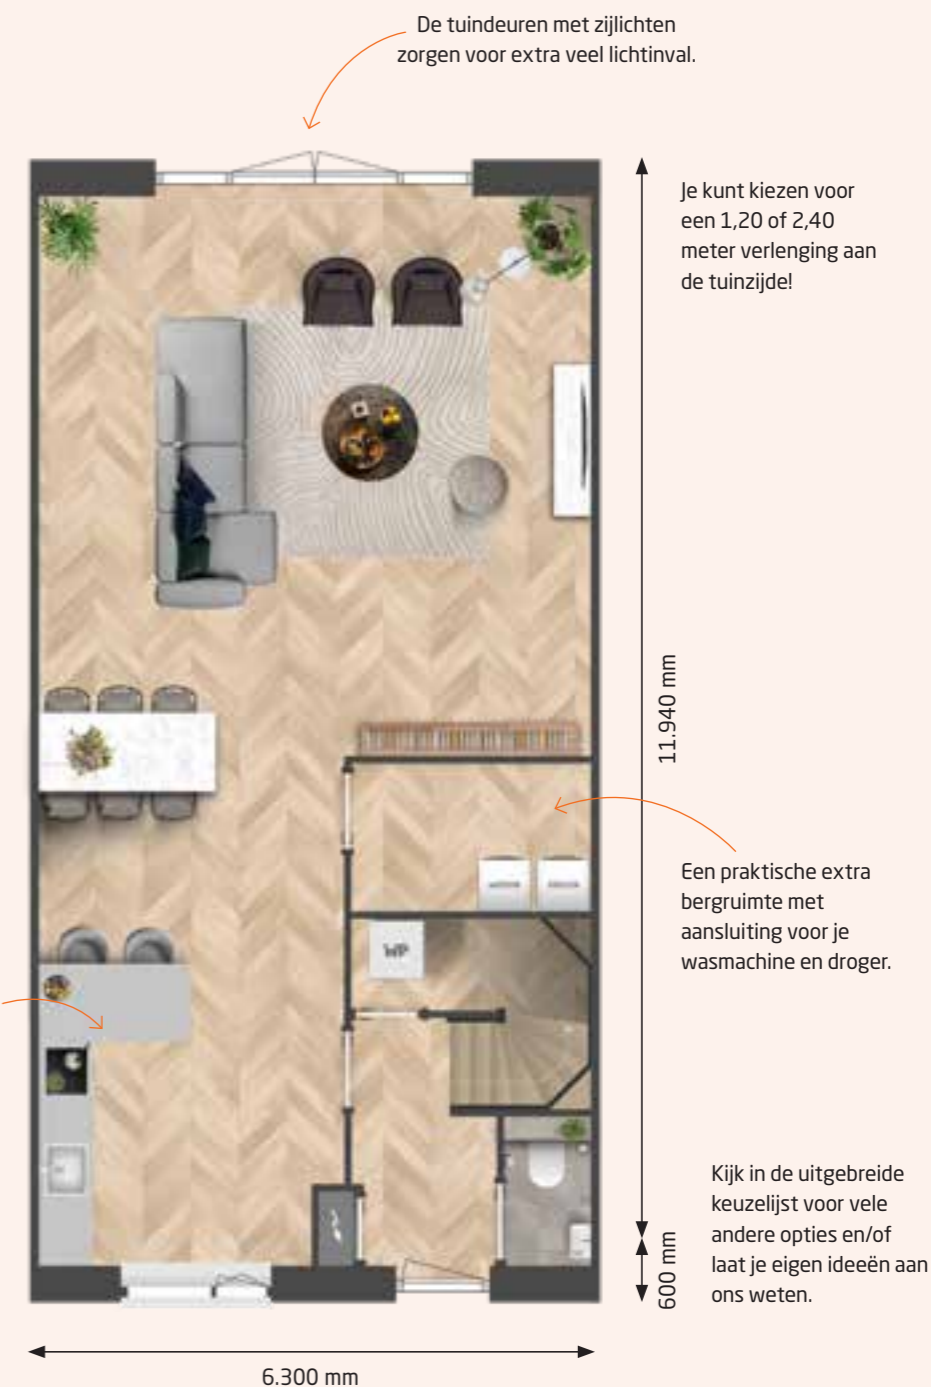 De tuindeuren met zijlichten
zorgen voor extra veel lichtinval.
Je kunt kiezen voor
een 1,20 of 2,40
meter verlenging aan
de tuinzijde!
11.940 mm
Een praktische extra
bergruimte met
aansluiting voor je
wasmachine en droger.
WP
Kijk in de uitgebreide
keuzelijst voor vele
andere opties en/of
laat je eigen ideeën aan
ons weten.
600 mm
6.300 mm